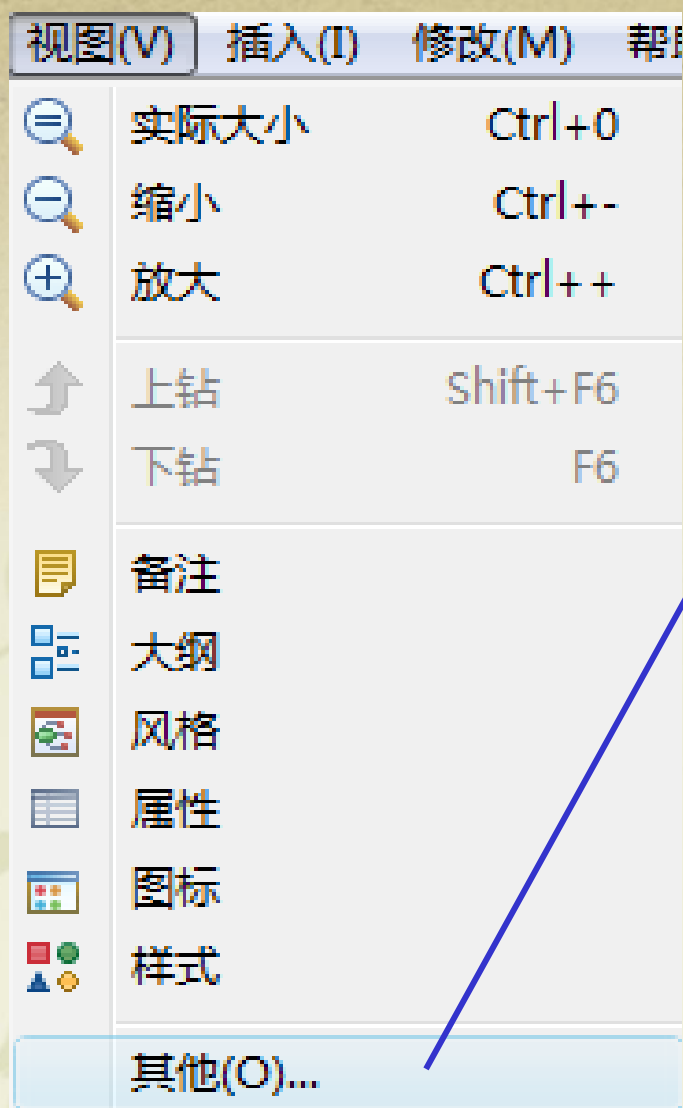 视图(V) 插入(I) 修改(M)
实际大小 Ctrl+0
缩小 Ctrl+-
放大 Ctrl++
上钻 Shift+F6
下钻 F6
备注
大纲
风格
属性
图标
样式
其他(O)...